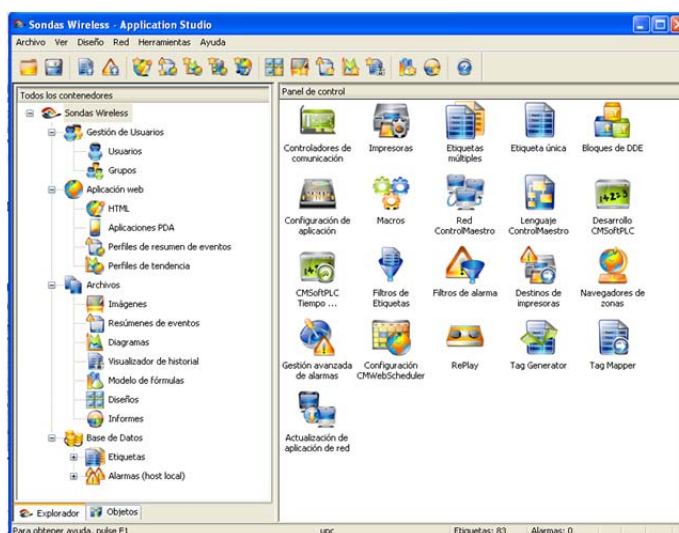 Sondas Wireless - Application Studio
Archivo Ver Diseño Red Herramientas Ayuda
Todos los contenedores
Sondas Wireless
Gestión de Usuarios
Usuarios
Grupos
Aplicación web
HTML
Aplicaciones PDA
Perfiles de resumen de eventos
Perfiles de tendencia
Archivos
Imágenes
Resúmenes de eventos
Diagramas
Visualizador de historial
Modelo de fórmulas
Diseños
Informes
Base de Datos
Etiquetas
Alarmas (host local)
Explorador Objetos
Panel de control
Controladores de comunicación
Impresoras
Etiquetas múltiples
Etiqueta única
Bloques de DDE
Configuración de aplicación
Macros
Red ControlMaestro
Lenguaje ControlMaestro
Desarrollo CMSoftPLC
CMSoftPLC Tiempo ...
Filtros de Etiquetas
Filtros de alarma
Destinos de impresoras
Navegadores de zonas
Gestión avanzada de alarmas
Configuración CMWebScheduler
RePlay
Tag Generator
Tag Mapper
Actualización de aplicación de red
Para obtener ayuda, pulse F1 upc Etiquetas: 83 Alarmas: 0